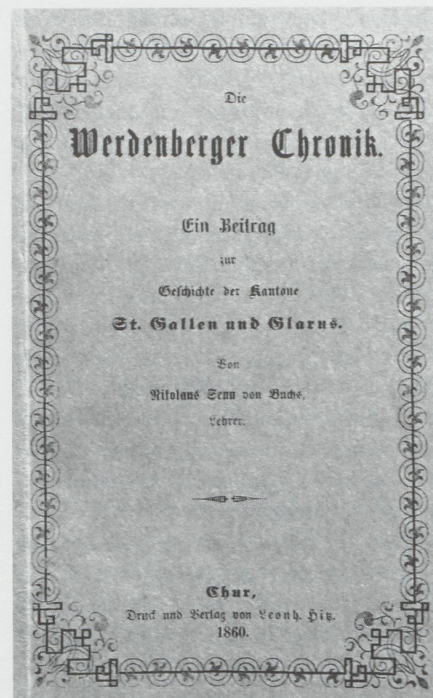 Die
Werdenberger Chronik.
Ein Beitrag
zur
Geschichte der Kantone
St. Gallen und Glarus.
Von
Nikolaus Senn von Buchs,
Lehrer.
Chur,
Druck und Verlag von Leonh. Hitz.
1860.